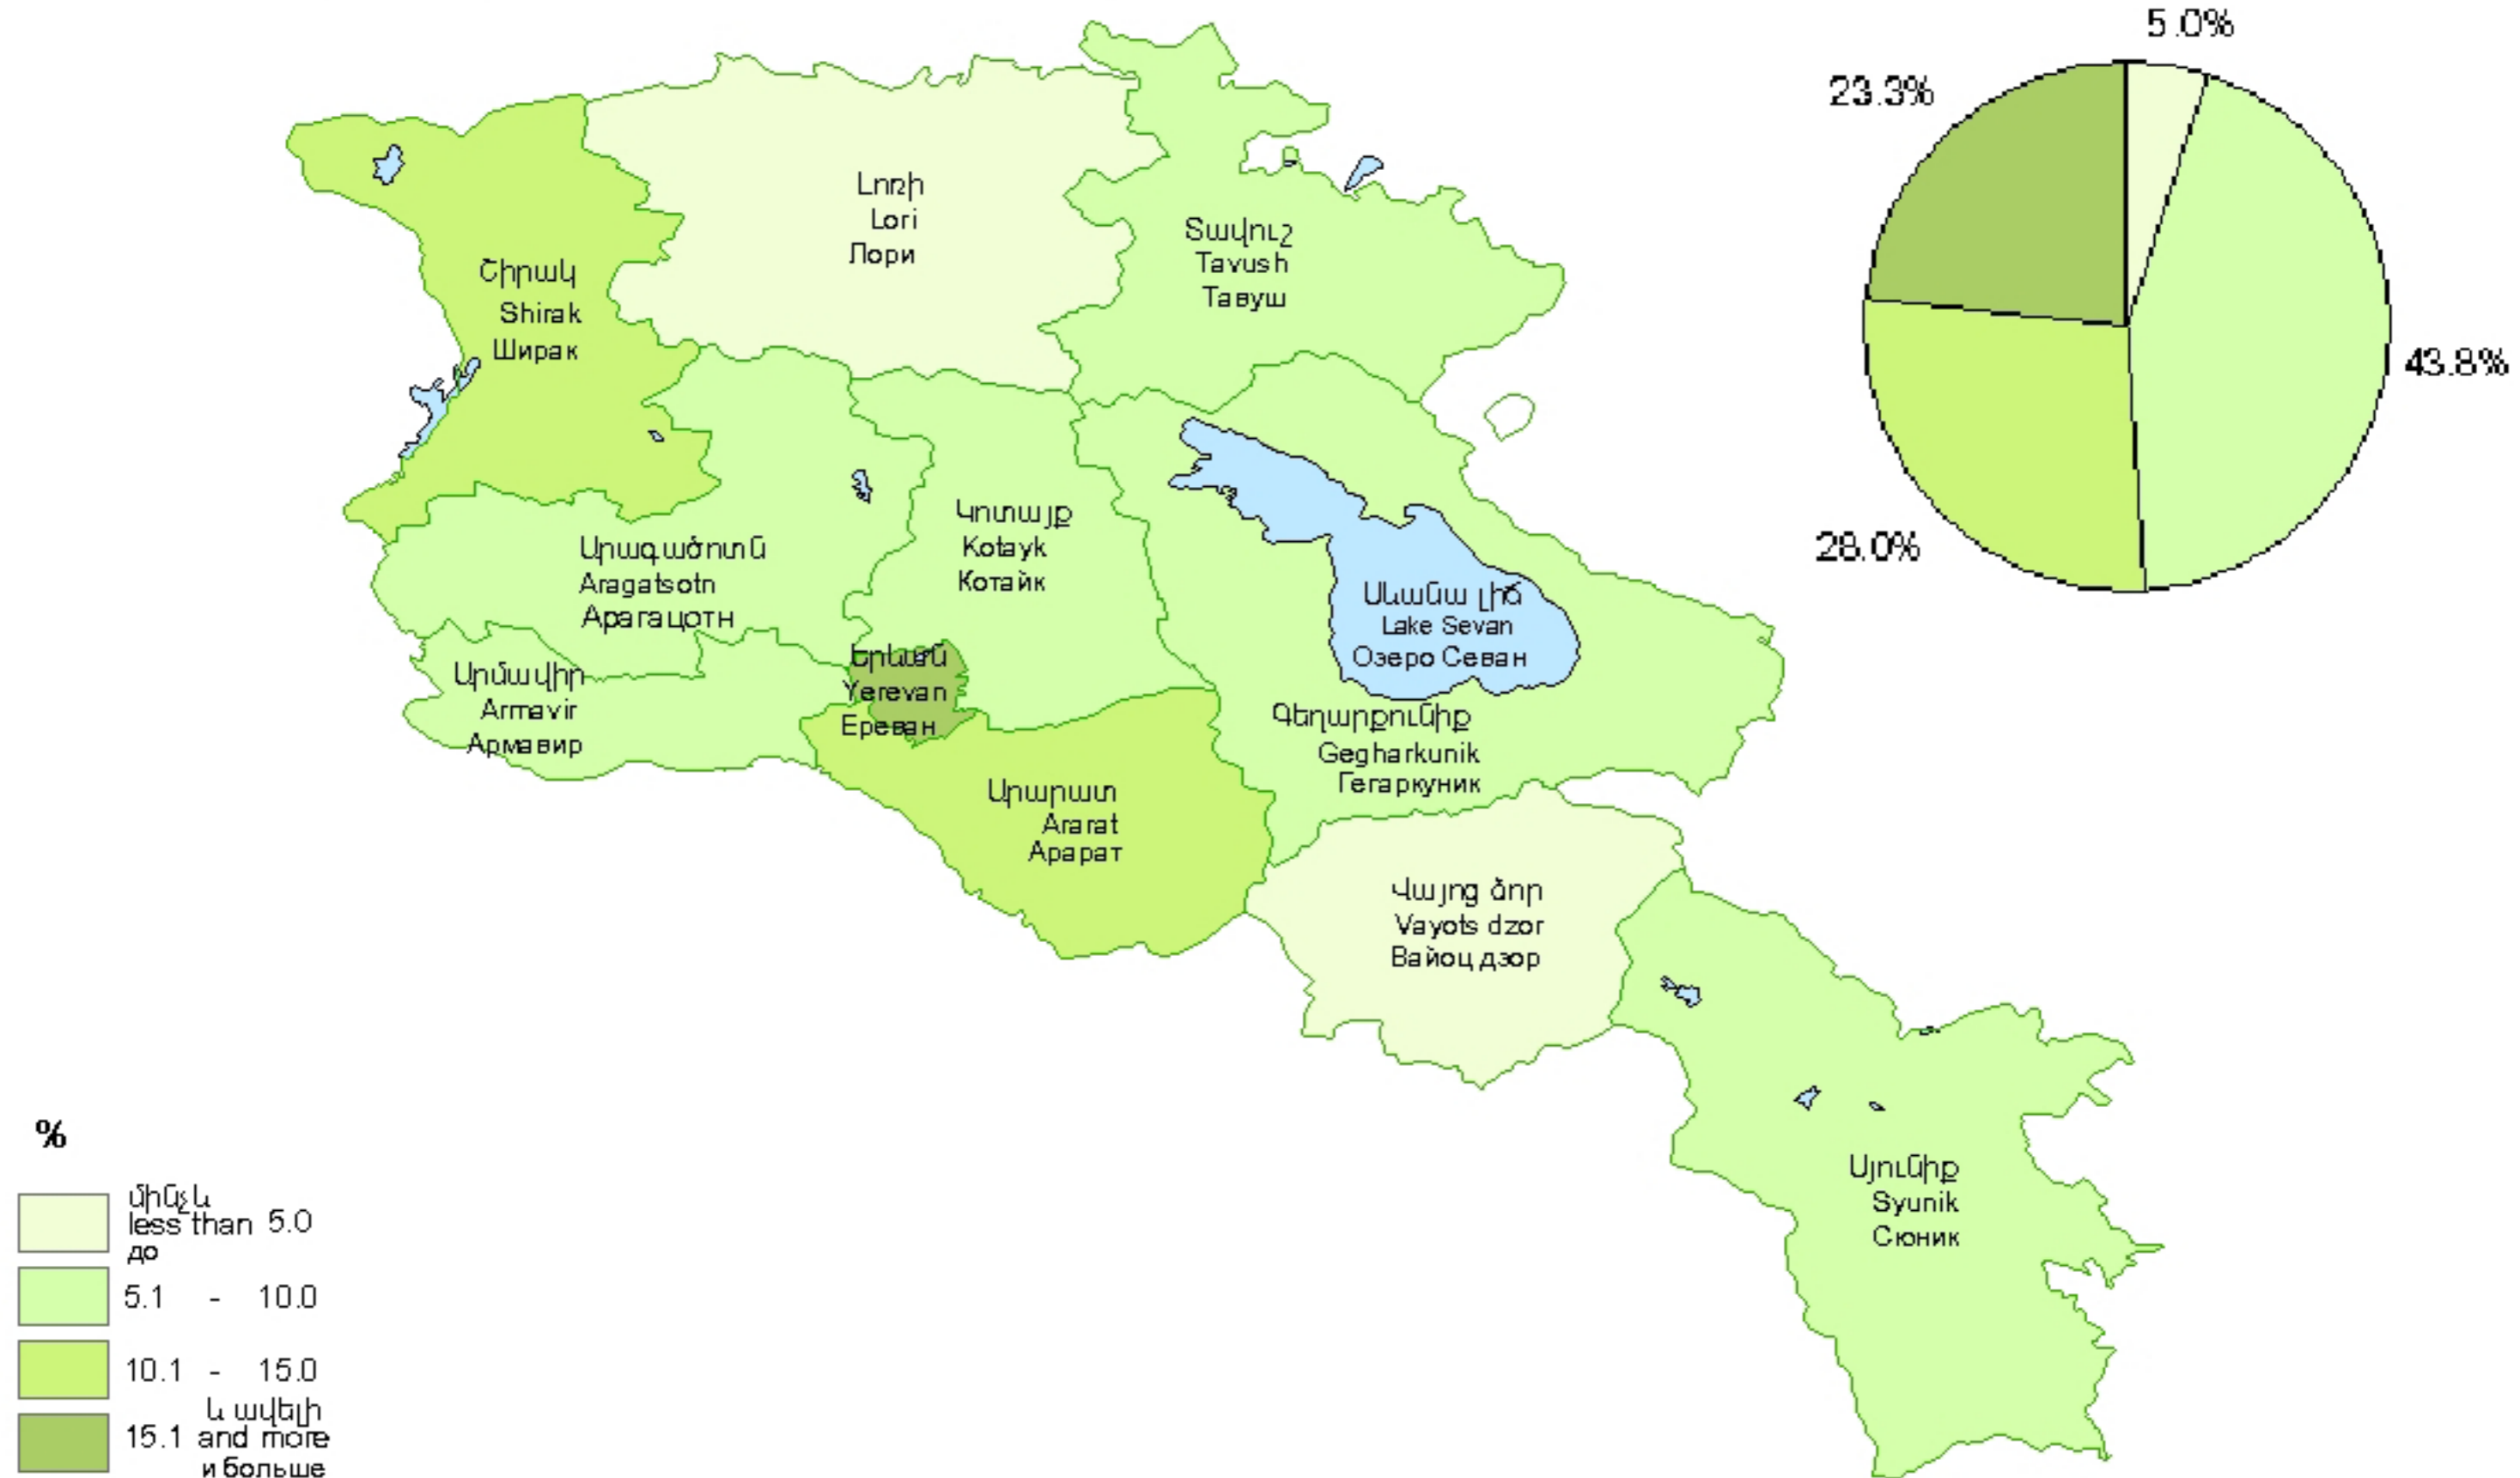 5.0%
23.3%
43.8%
28.0%
Լոռի
Lori
Лори
Տավուշ
Tavush
Тавуш
Շիրակ
Shirak
Ширак
Կոտայք
Kotayk
Котайк
Արագածոտն
Aragatsotn
Арагацотн
Սևանա լիճ
Lake Sevan
Озеро Севан
Երևան
Yerevan
Ереван
Արմավիր
Armavir
Армавир
Գեղարքունիք
Gegharkunik
Гегаркуник
Արարատ
Ararat
Арарат
Վայոց ձոր
Vayots dzor
Вайоц дзор
Սյունիք
Syunik
Сюник
%
մինչև
less than 5.0
до
5.1 - 10.0
10.1 - 15.0
և ավելի
15.1 and more
и больше